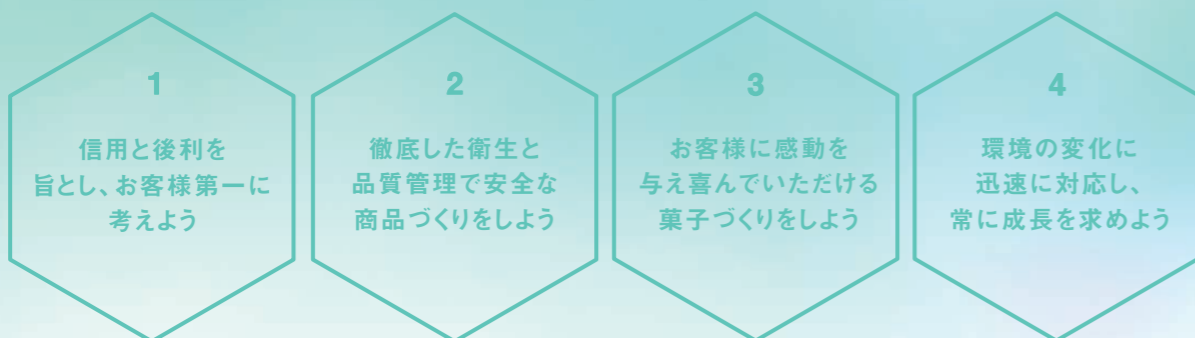 1
信用と後利を
旨とし、お客様第一に
考えよう
2
徹底した衛生と
品質管理で安全な
商品づくりをしよう
3
お客様に感動を
与え喜んでいただける
菓子づくりをしよう
4
環境の変化に
迅速に対応し、
常に成長を求めよう